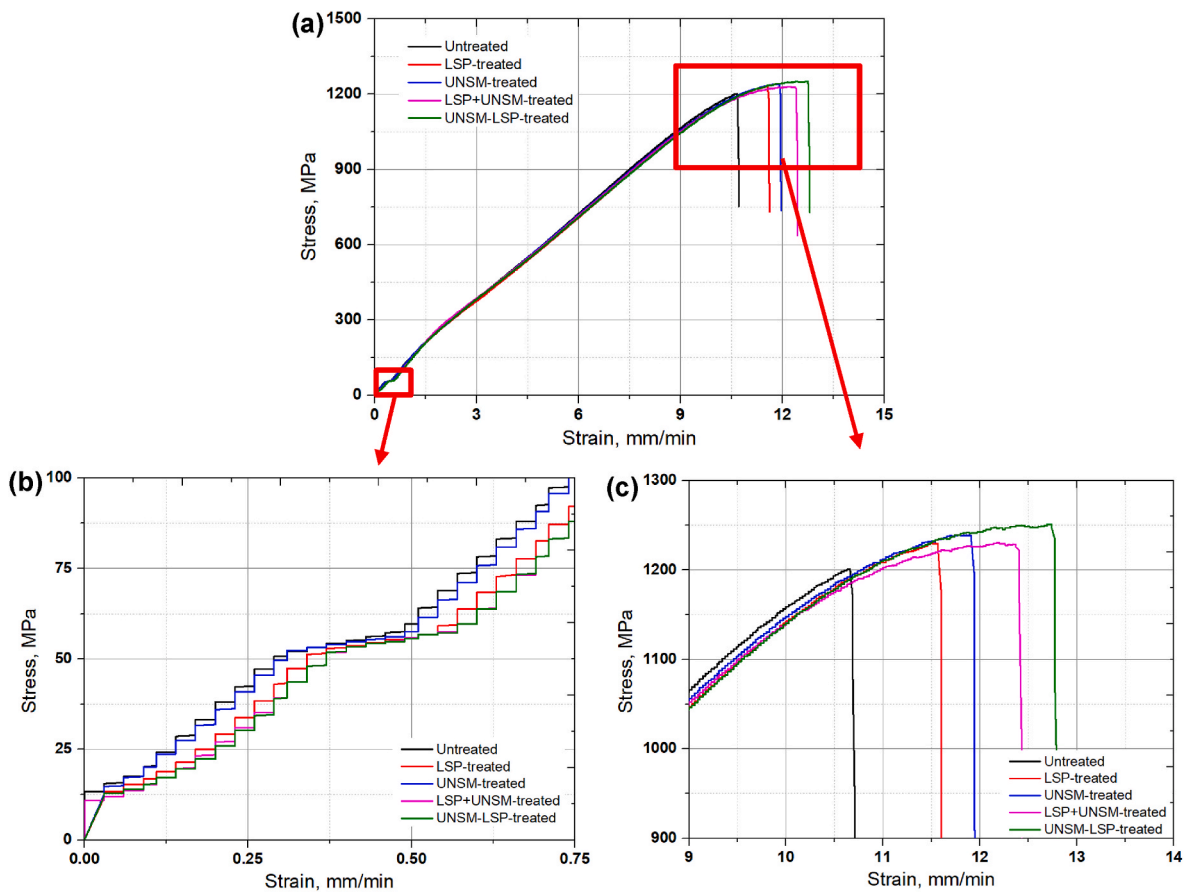 (a)
1500
1200
900
600
300
0
Stress, MPa
Untreated
LSP-treated
UNSM-treated
LSP+UNSM-treated
UNSM-LSP-treated
0 3 6 9 12 15
Strain, mm/min
(b)
100
75
50
25
0
Stress, MPa
Untreated
LSP-treated
UNSM-treated
LSP+UNSM-treated
UNSM-LSP-treated
0.00 0.25 0.50 0.75
Strain, mm/min
(c)
1300
1200
1100
1000
900
Stress, MPa
Untreated
LSP-treated
UNSM-treated
LSP+UNSM-treated
UNSM-LSP-treated
9 10 11 12 13 14
Strain, mm/min